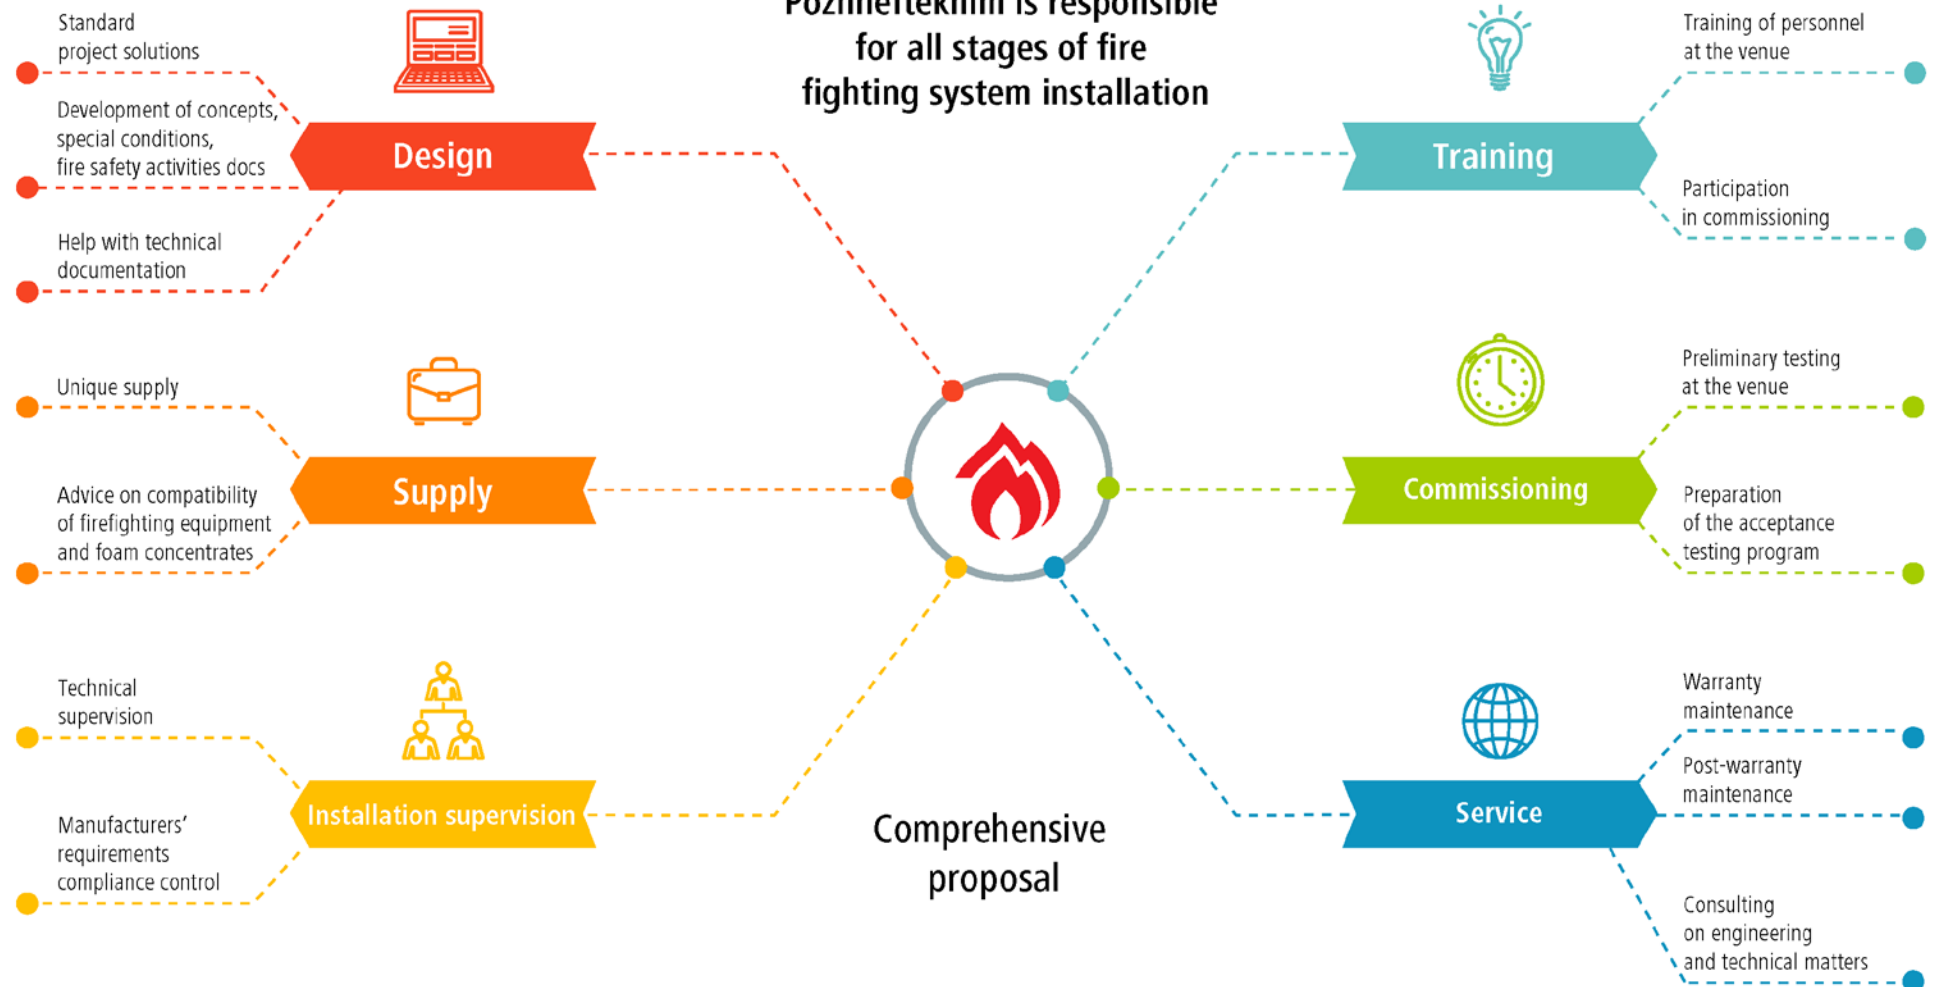 Standard
project solutions
Development of concepts,
special conditions,
fire safety activities docs
Help with technical
documentation
Design
is responsible
for all stages of fire
fighting system installation
Training
Training of personnel
at the venue
Participation
in commissioning
Unique supply
Advice on compatibility
of firefighting equipment
and foam concentrates
Supply
Commissioning
Preliminary testing
at the venue
Preparation
of the acceptance
testing program
Technical
supervision
Manufacturers’
requirements
compliance control
Installation supervision
Comprehensive
proposal
Service
Warranty
maintenance
Post-warranty
maintenance
Consulting
on engineering
and technical matters